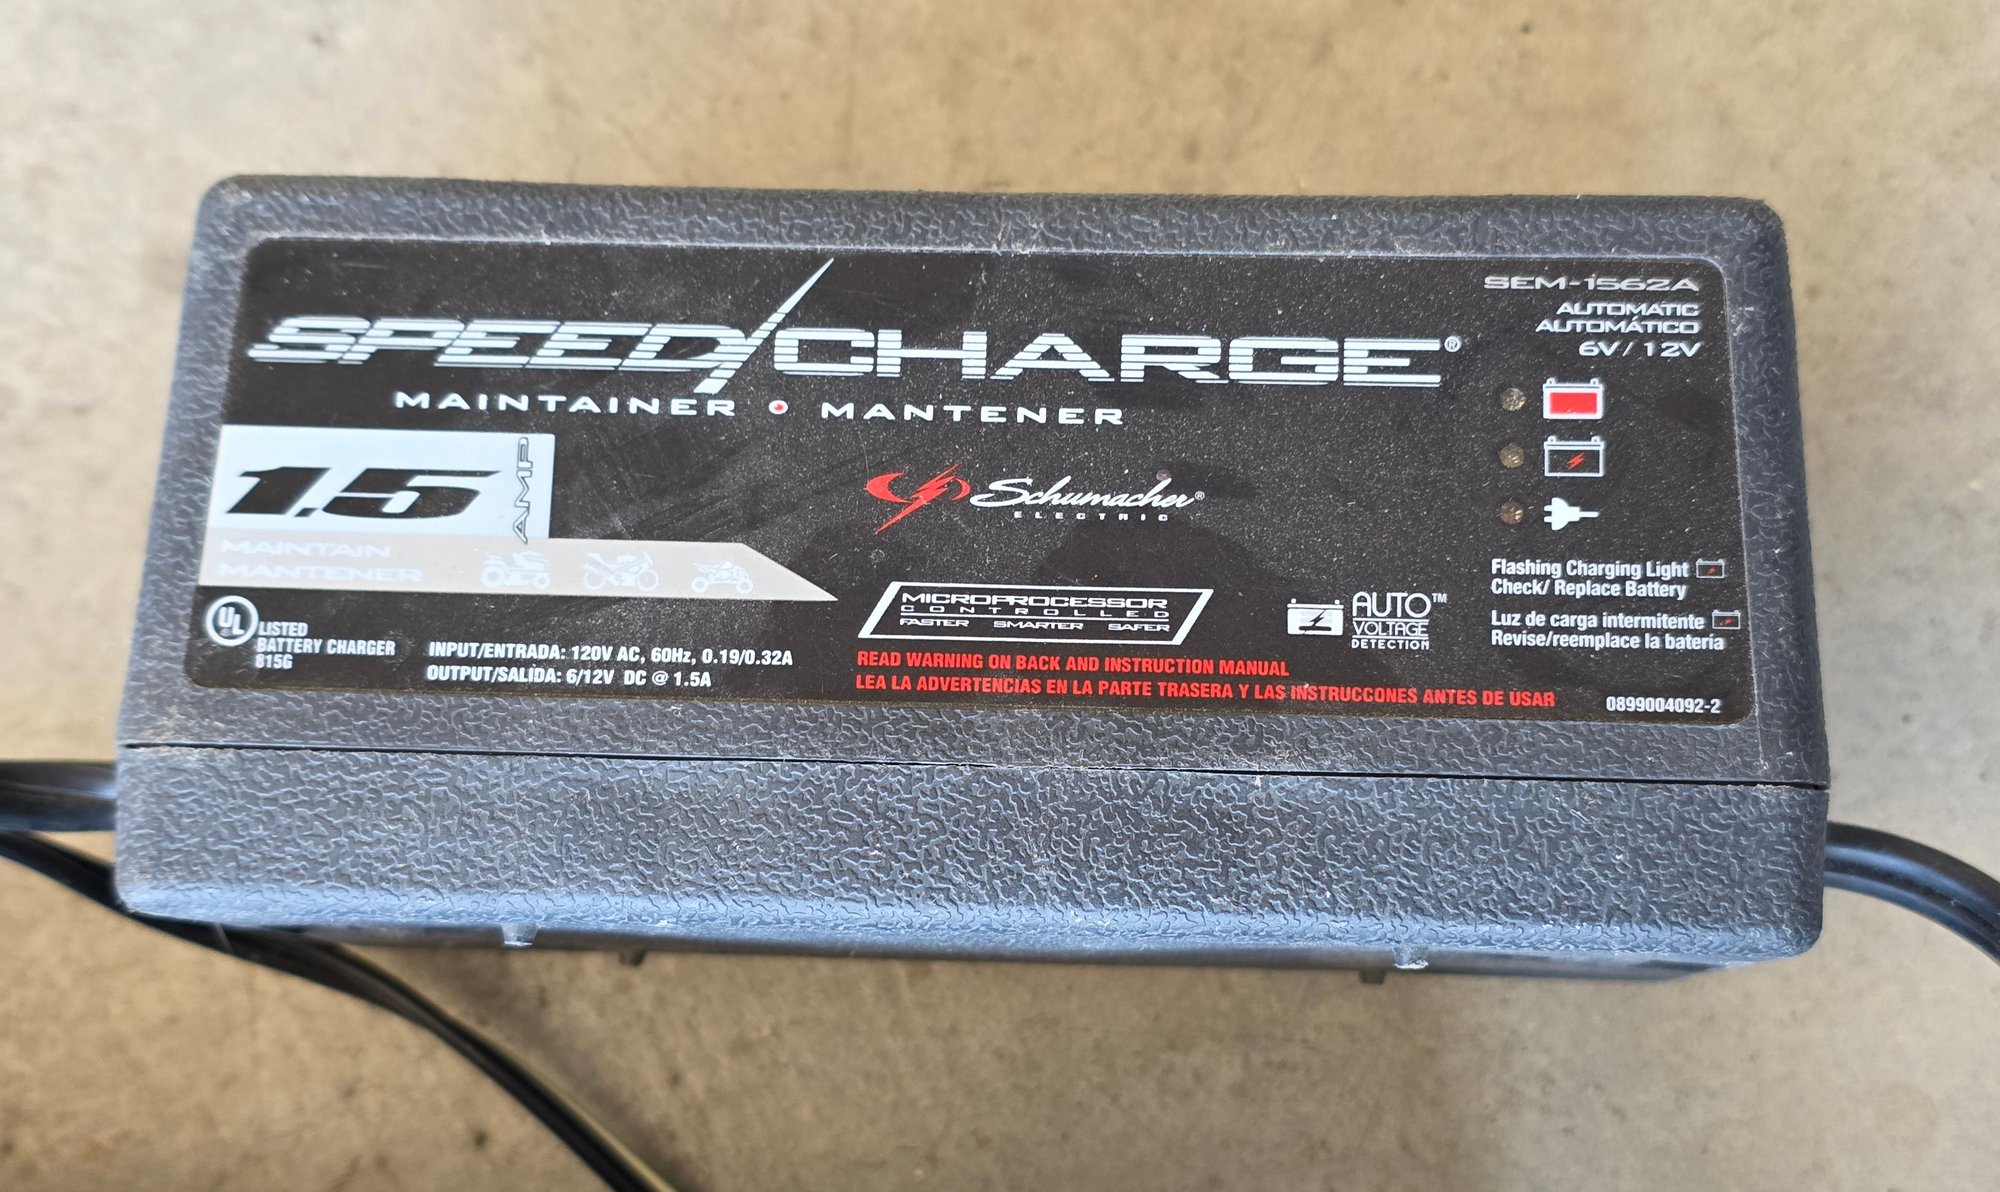 SEM-1562A
AUTOMATIC
AUTOMÁTICO
6V / 12V
SPEED/CHARGE®
MAINTAINER • MANTENER
1.5 AMP
MAINTAIN
MANTENER
Schumacher®
ELECTRIC
Flashing Charging Light
Check/ Replace Battery
Luz de carga intermitente
Revise/reemplace la batería
UL LISTED
BATTERY CHARGER
815G
INPUT/ENTRADA: 120V AC, 60Hz, 0.19/0.32A
OUTPUT/SALIDA: 6/12V DC @ 1.5A
MICROPROCESSOR
CONTROLLED
FASTER SMARTER SAFER
AUTO™
VOLTAGE
DETECTION
READ WARNING ON BACK AND INSTRUCTION MANUAL
LEA LA ADVERTENCIAS EN LA PARTE TRASERA Y LAS INSTRUCCONES ANTES DE USAR
0899004092-2